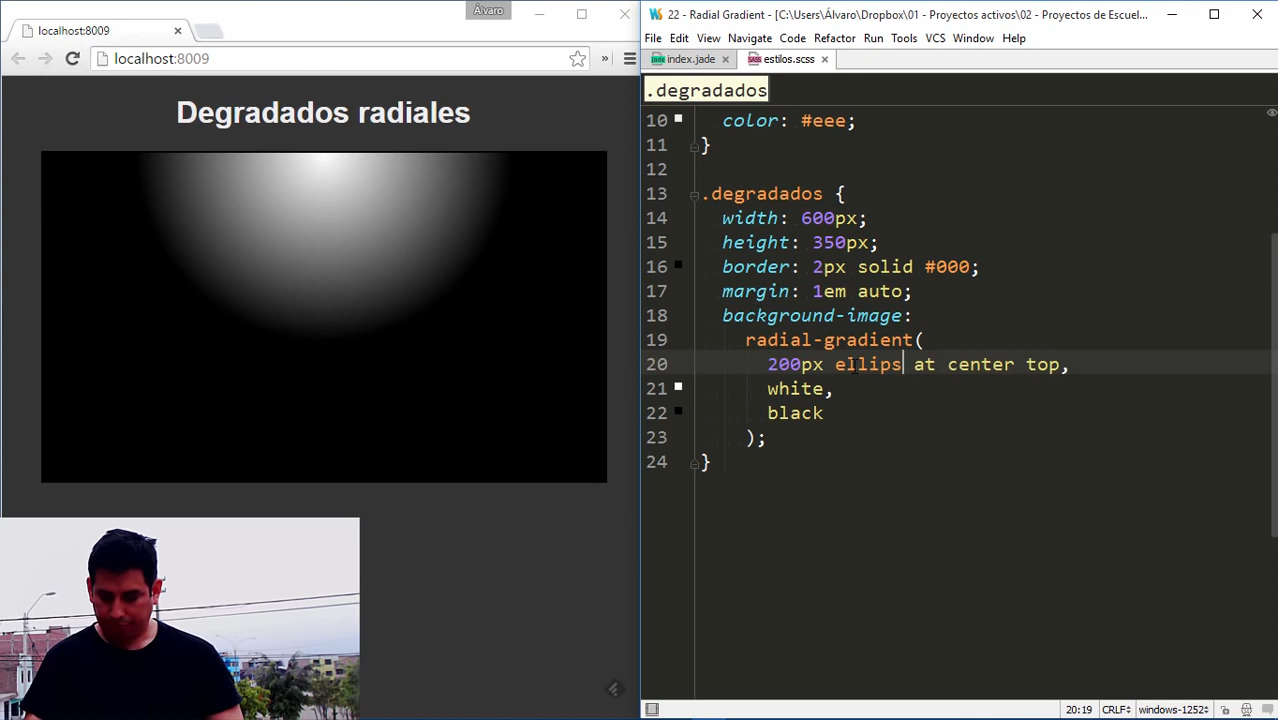 Álvaro
localhost:8009
localhost:8009
Degradados radiales
22 - Radial Gradient - [C:\Users\Álvaro\Dropbox\01 - Proyectos activos\02 - Proyectos de Escuel...
File Edit View Navigate Code Refactor Run Tools VCS Window Help
index.jade
estilos.scss
.degradados
10 color: #eee;
11 }
12
13 .degradados {
14 width: 600px;
15 height: 350px;
16 border: 2px solid #000;
17 margin: 1em auto;
18 background-image:
19 radial-gradient(
20 200px ellips at center top,
21 white,
22 black
23 );
24 }
20:19 CRLF windows-1252